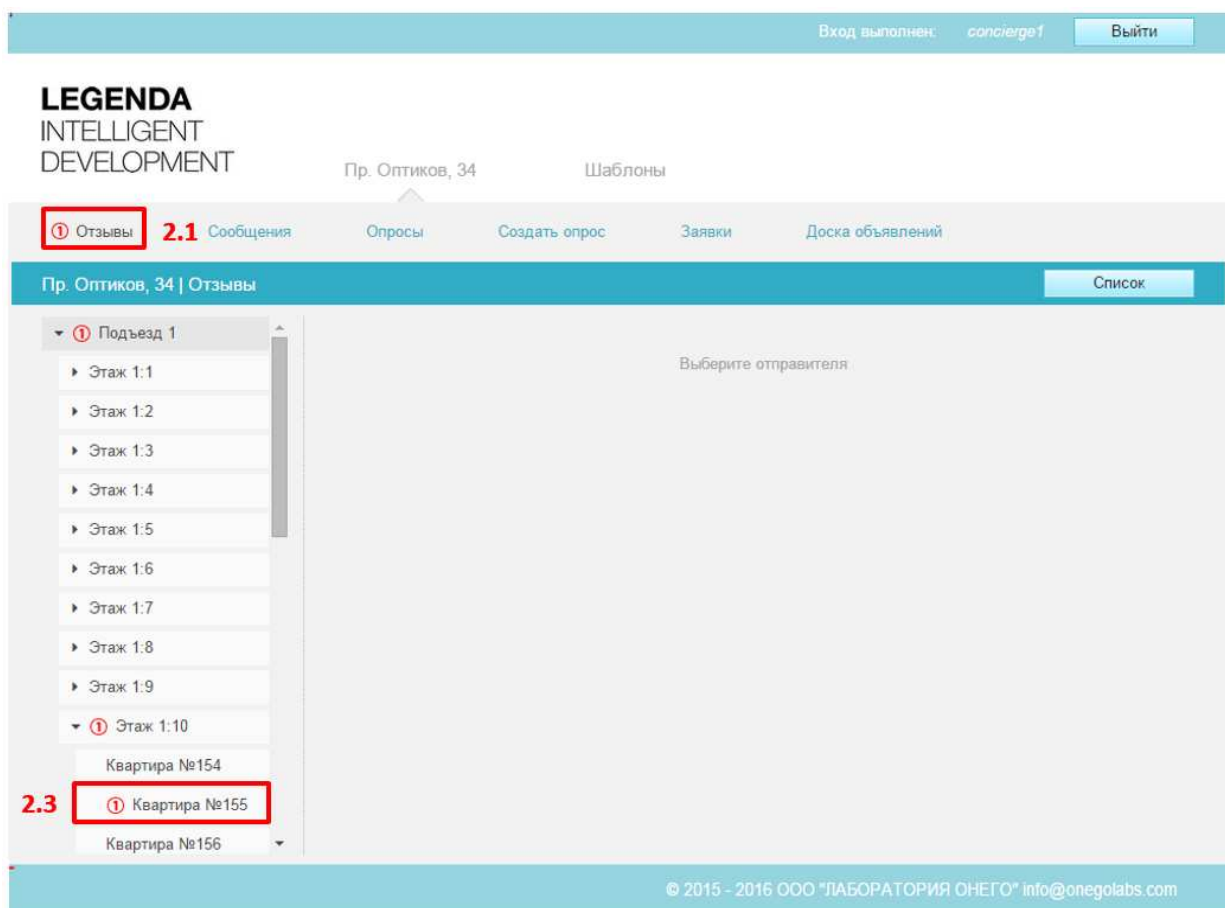 Вход выполнен: concierge1 Выйти
LEGENDA
INTELLIGENT
DEVELOPMENT
Пр. Оптиков, 34 Шаблоны
① Отзывы 2.1 Сообщения Опросы Создать опрос Заявки Доска объявлений
Пр. Оптиков, 34 | Отзывы Список
① Подъезд 1
Выберите отправителя
Этаж 1:1
Этаж 1:2
Этаж 1:3
Этаж 1:4
Этаж 1:5
Этаж 1:6
Этаж 1:7
Этаж 1:8
Этаж 1:9
① Этаж 1:10
Квартира №154
2.3 ① Квартира №155
Квартира №156
© 2015 - 2016 ООО "ЛАБОРАТОРИЯ ОНЕГО" info@onegolabs.com